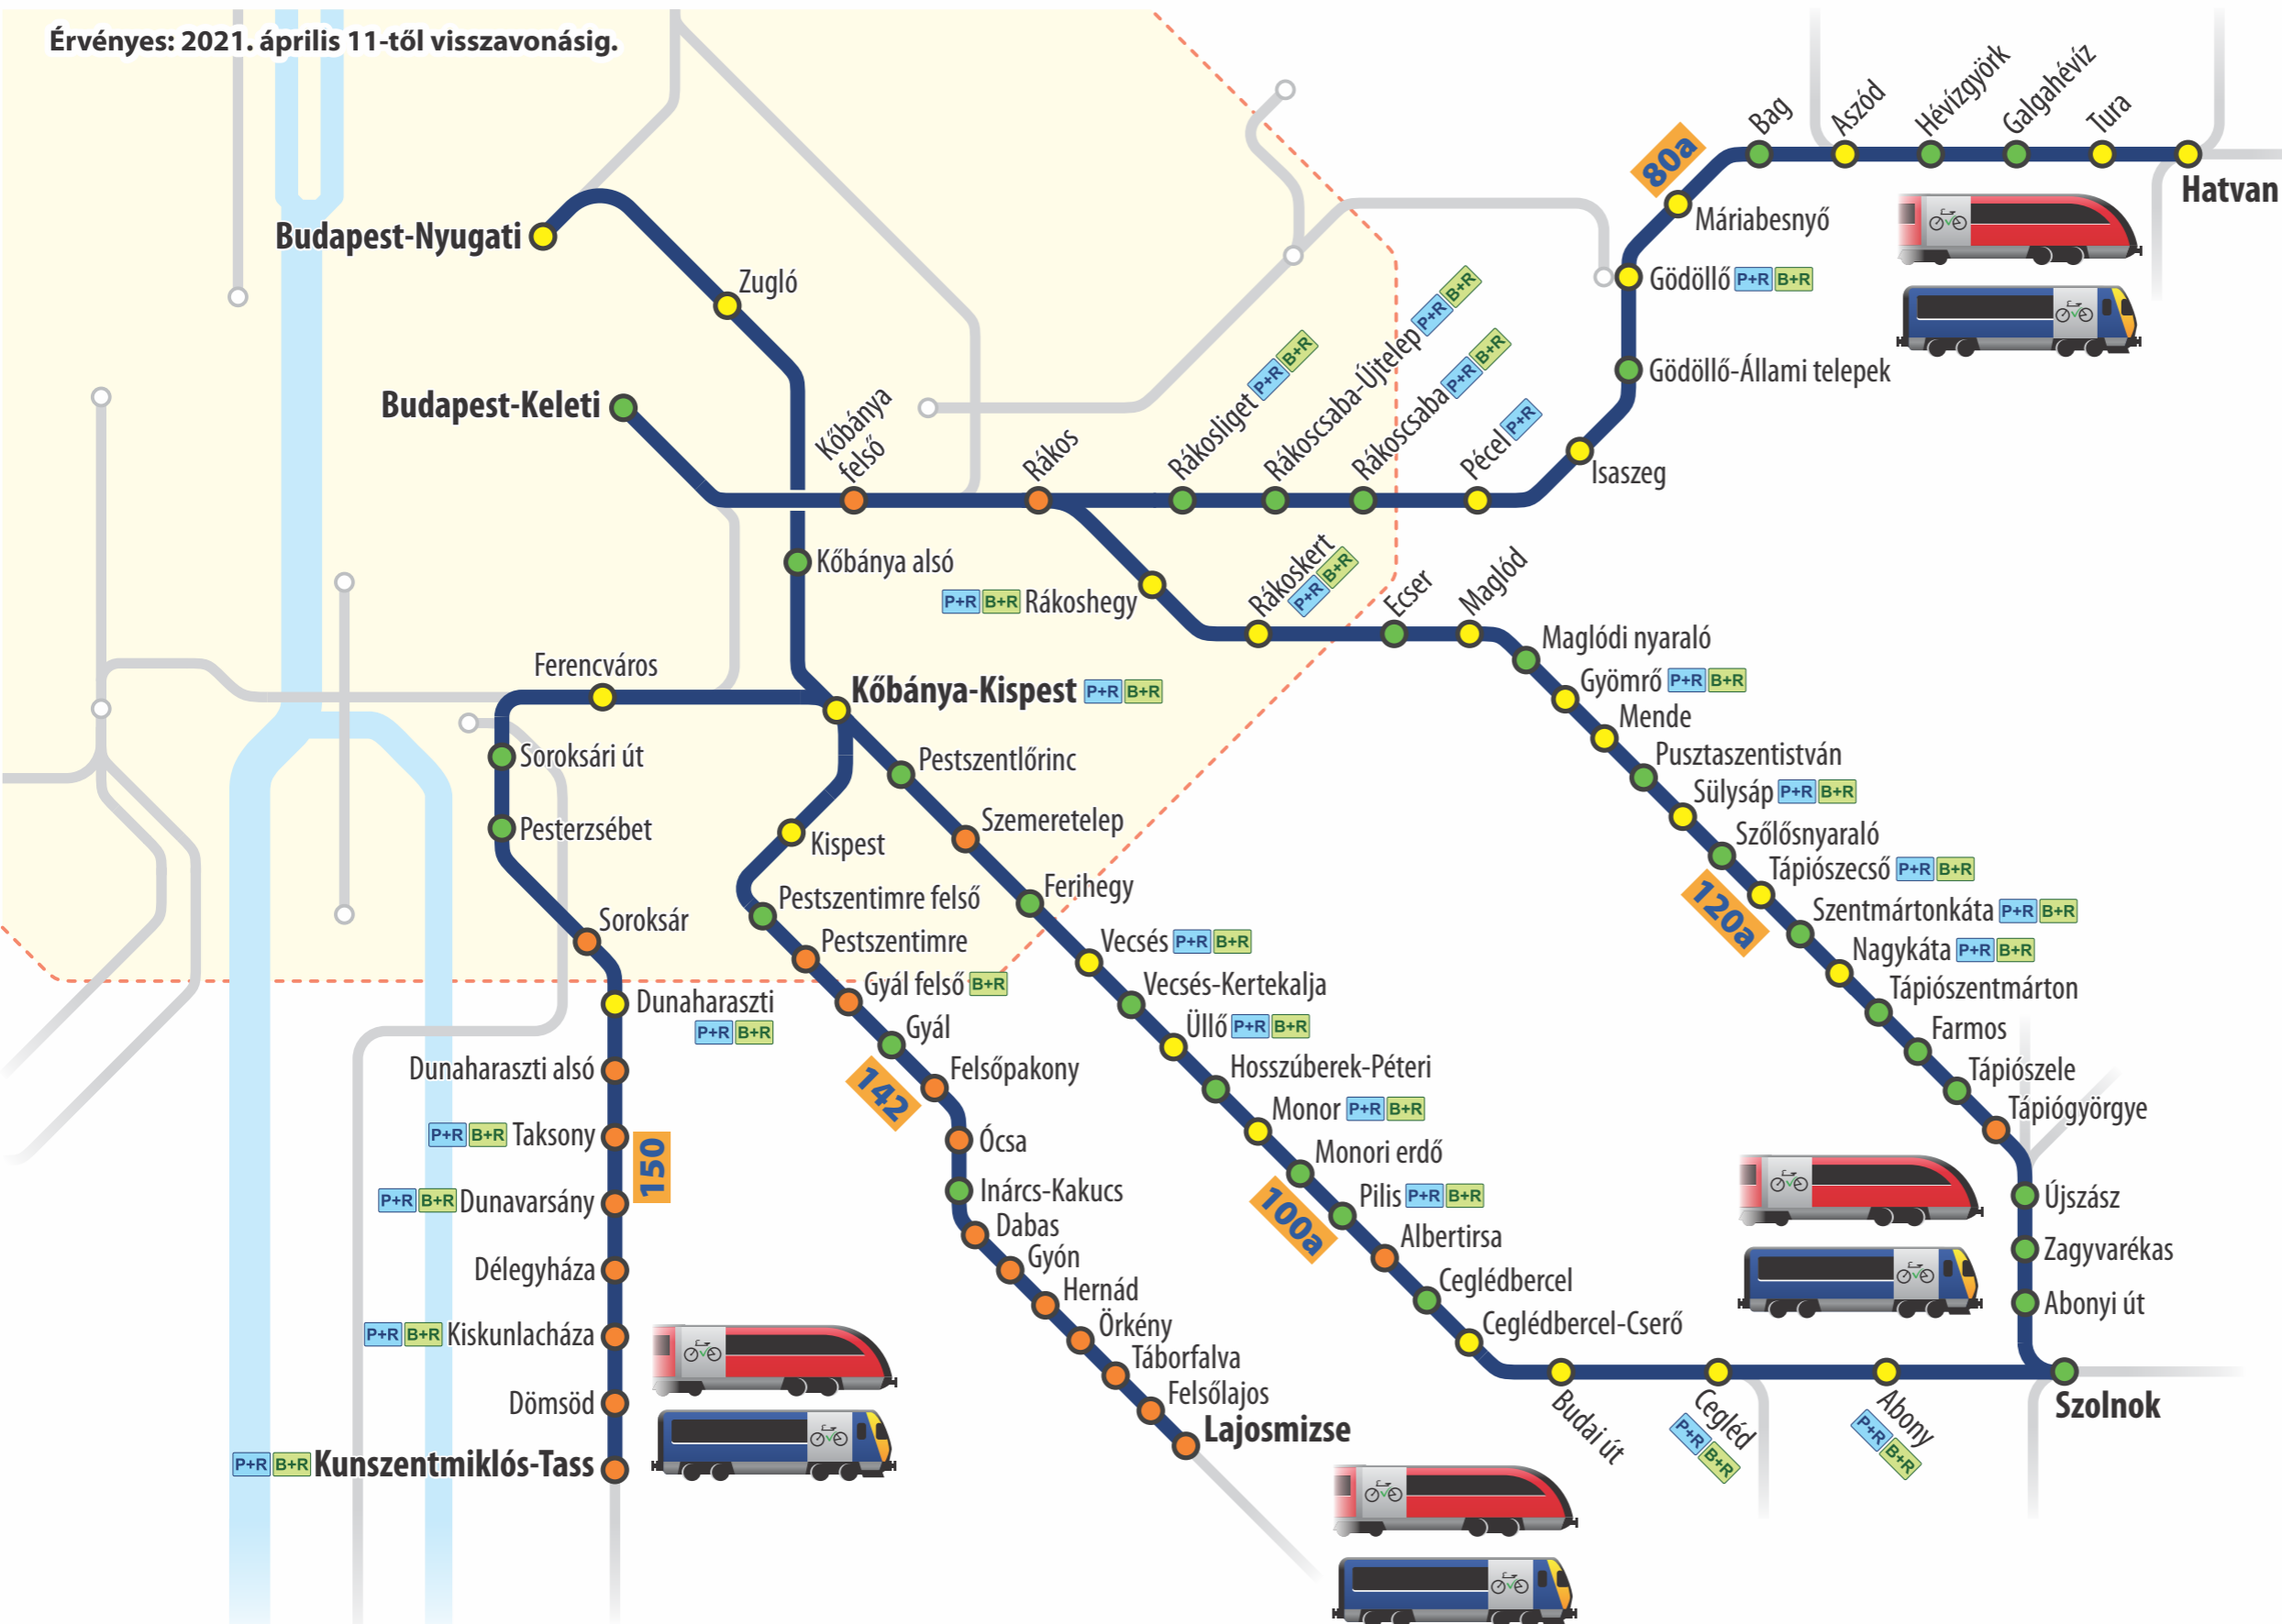 Érvényes: 2021. április 11-től visszavonásig.
Budapest-Nyugati
Zugló
Budapest-Keleti
Kőbánya
felső
Rákos
Rákosliget P+R B+R
Rákoscsaba-Újtelep P+R B+R
Rákoscsaba P+R B+R
Pécel P+R
Isaszeg
Gödöllő-Állami telepek
Gödöllő P+R B+R
Máriabesnyő
80a
Bag
Aszód
Hévízgyörk
Galgahévíz
Tura
Hatvan
Kőbánya alsó
P+R B+R Rákoshegy
Rákoskert
P+R B+R
Ecser
Maglód
Maglódi nyaraló
Gyömrő P+R B+R
Mende
Pusztaszentistván
Sülysáp P+R B+R
Szőlősnyaraló
Tápiószecső P+R B+R
120a
Szentmártonkáta P+R B+R
Nagykáta P+R B+R
Tápiószentmárton
Farmos
Tápiószele
Tápiógyörgye
Újszász
Zagyvarékas
Abonyi út
Szolnok
Ferencváros
Kőbánya-Kispest P+R B+R
Soroksári út
Pesterzsébet
Soroksár
Dunaharaszti
P+R B+R
Dunaharaszti alsó
P+R B+R Taksony
150
P+R B+R Dunavarsány
Délegyháza
P+R B+R Kiskunlacháza
Dömsöd
P+R B+R Kunszentmiklós-Tass
Kispest
Pestszentimre felső
Pestszentimre
Gyál felső B+R
Gyál
142
Felsőpakony
Ócsa
Inárcs-Kakucs
Dabas
Gyón
Hernád
Örkény
Táborfalva
Felsőlajos
Lajosmizse
Pestszentlőrinc
Szemeretelep
Ferihegy
Vecsés P+R B+R
Vecsés-Kertekalja
Üllő P+R B+R
Hosszúberek-Péteri
Monor P+R B+R
Monori erdő
100a
Pilis P+R B+R
Albertirsa
Ceglédbercel
Ceglédbercel-Cserő
Budai út
Cegléd
P+R B+R
Abony
P+R B+R